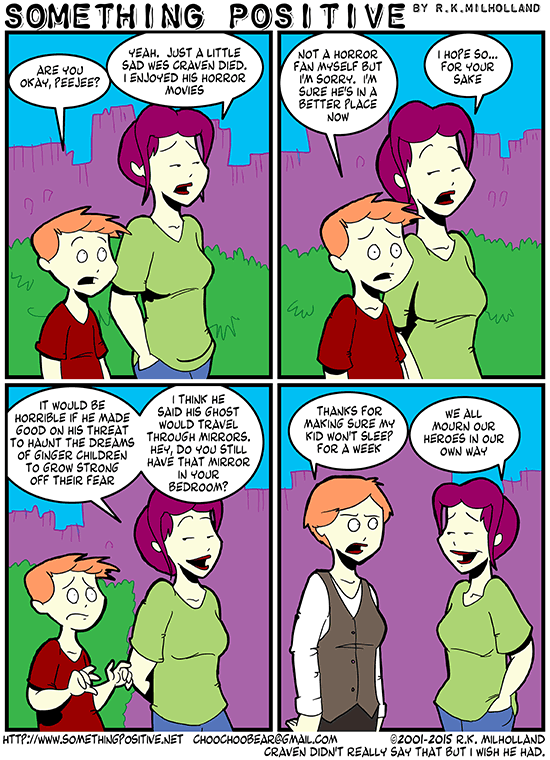 SOMETHING POSITIVE BY R.K.MILHOLLAND
ARE YOU
OKAY, PEEJEE?
YEAH. JUST A LITTLE
SAD WES CRAVEN DIED.
I ENJOYED HIS HORROR
MOVIES
NOT A HORROR
FAN MYSELF BUT
I'M SORRY. I'M
SURE HE'S IN A
BETTER PLACE
NOW
I HOPE SO...
FOR YOUR
SAKE
IT WOULD BE
HORRIBLE IF HE MADE
GOOD ON HIS THREAT
TO HAUNT THE DREAMS
OF GINGER CHILDREN
TO GROW STRONG
OFF THEIR FEAR
I THINK HE
SAID HIS GHOST
WOULD TRAVEL
THROUGH MIRRORS.
HEY, DO YOU STILL
HAVE THAT MIRROR
IN YOUR
BEDROOM?
THANKS FOR
MAKING SURE MY
KID WON'T SLEEP
FOR A WEEK
WE ALL
MOURN OUR
HEROES IN OUR
OWN WAY
HTTP://WWW.SOMETHINGPOSITIVE.NET CHOOCHOOBEAR@GMAIL.COM ©2001-2015 R.K. MILHOLLAND
CRAVEN DIDN'T REALLY SAY THAT BUT I WISH HE HAD.